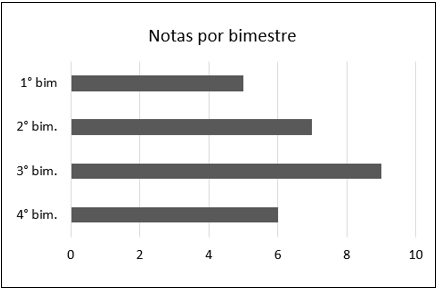 Notas por bimestre
1° bim
2° bim.
3° bim.
4° bim.
0 2 4 6 8 10